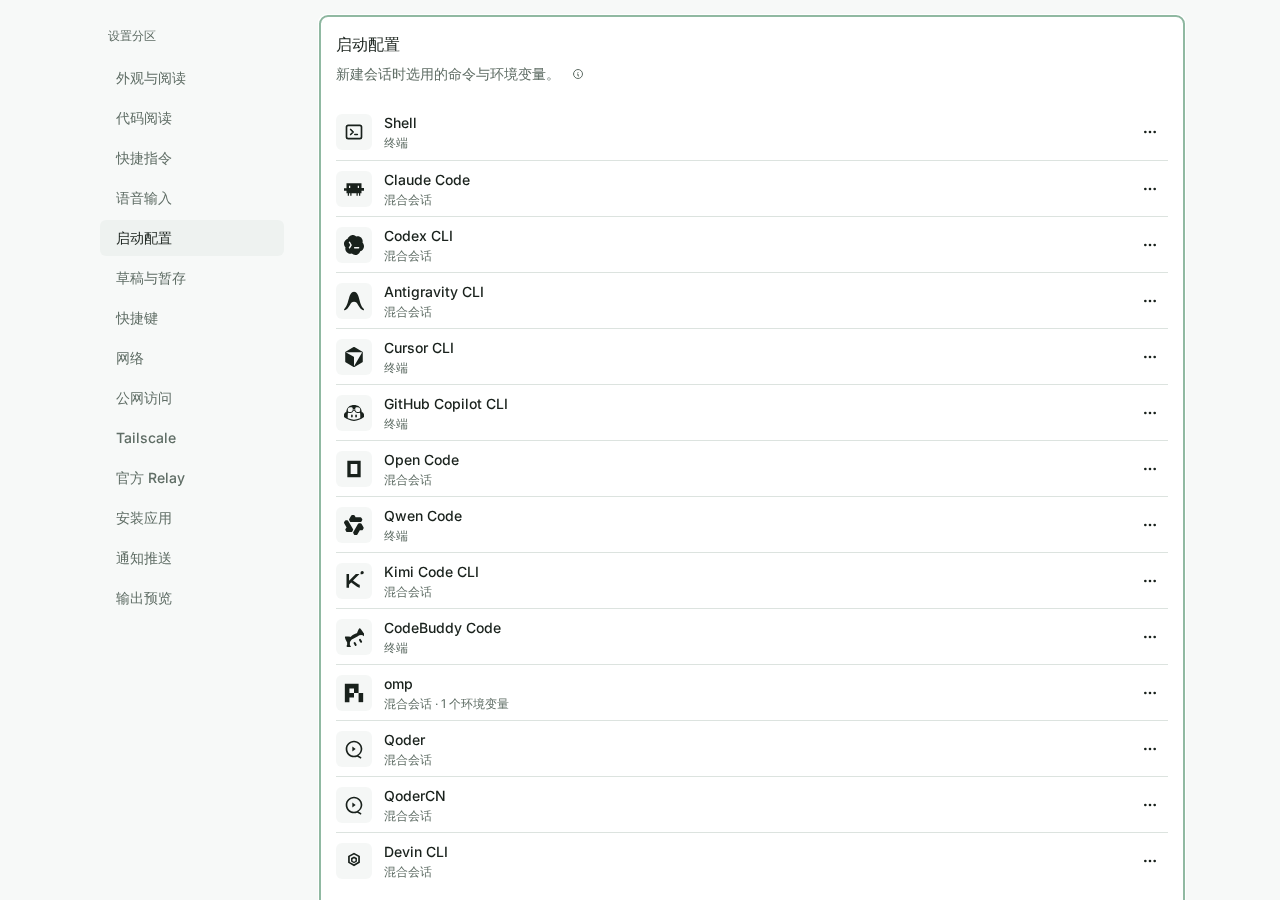 设置分区
外观与阅读
代码阅读
快捷指令
语音输入
启动配置
草稿与暂存
快捷键
网络
公网访问
Tailscale
官方 Relay
安装应用
通知推送
输出预览
启动配置
新建会话时选用的命令与环境变量。
Shell
终端
Claude Code
混合会话
Codex CLI
混合会话
Antigravity CLI
混合会话
Cursor CLI
终端
GitHub Copilot CLI
终端
Open Code
混合会话
Qwen Code
终端
Kimi Code CLI
混合会话
CodeBuddy Code
终端
omp
混合会话 · 1 个环境变量
Qoder
混合会话
QoderCN
混合会话
Devin CLI
混合会话